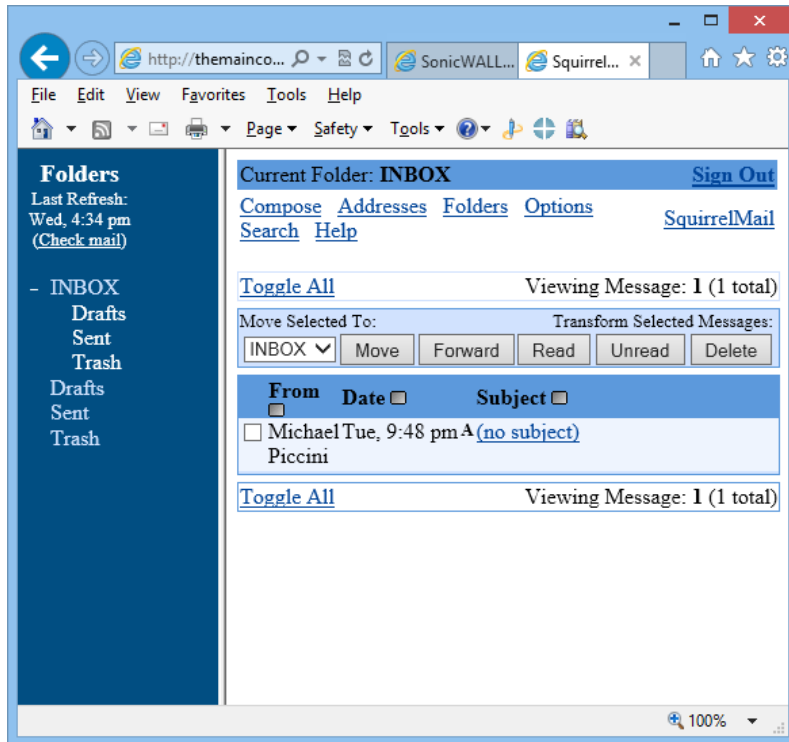 http://themainco... SonicWALL... Squirrel...
File Edit View Favorites Tools Help
Page Safety Tools
Folders
Last Refresh:
Wed, 4:34 pm
(Check mail)
– INBOX
Drafts
Sent
Trash
Drafts
Sent
Trash
Current Folder: INBOX Sign Out
Compose Addresses Folders Options
Search Help SquirrelMail
Toggle All Viewing Message: 1 (1 total)
Move Selected To: Transform Selected Messages:
INBOX Move Forward Read Unread Delete
From Date Subject
Michael Tue, 9:48 pm A (no subject)
Piccini
Toggle All Viewing Message: 1 (1 total)
100%